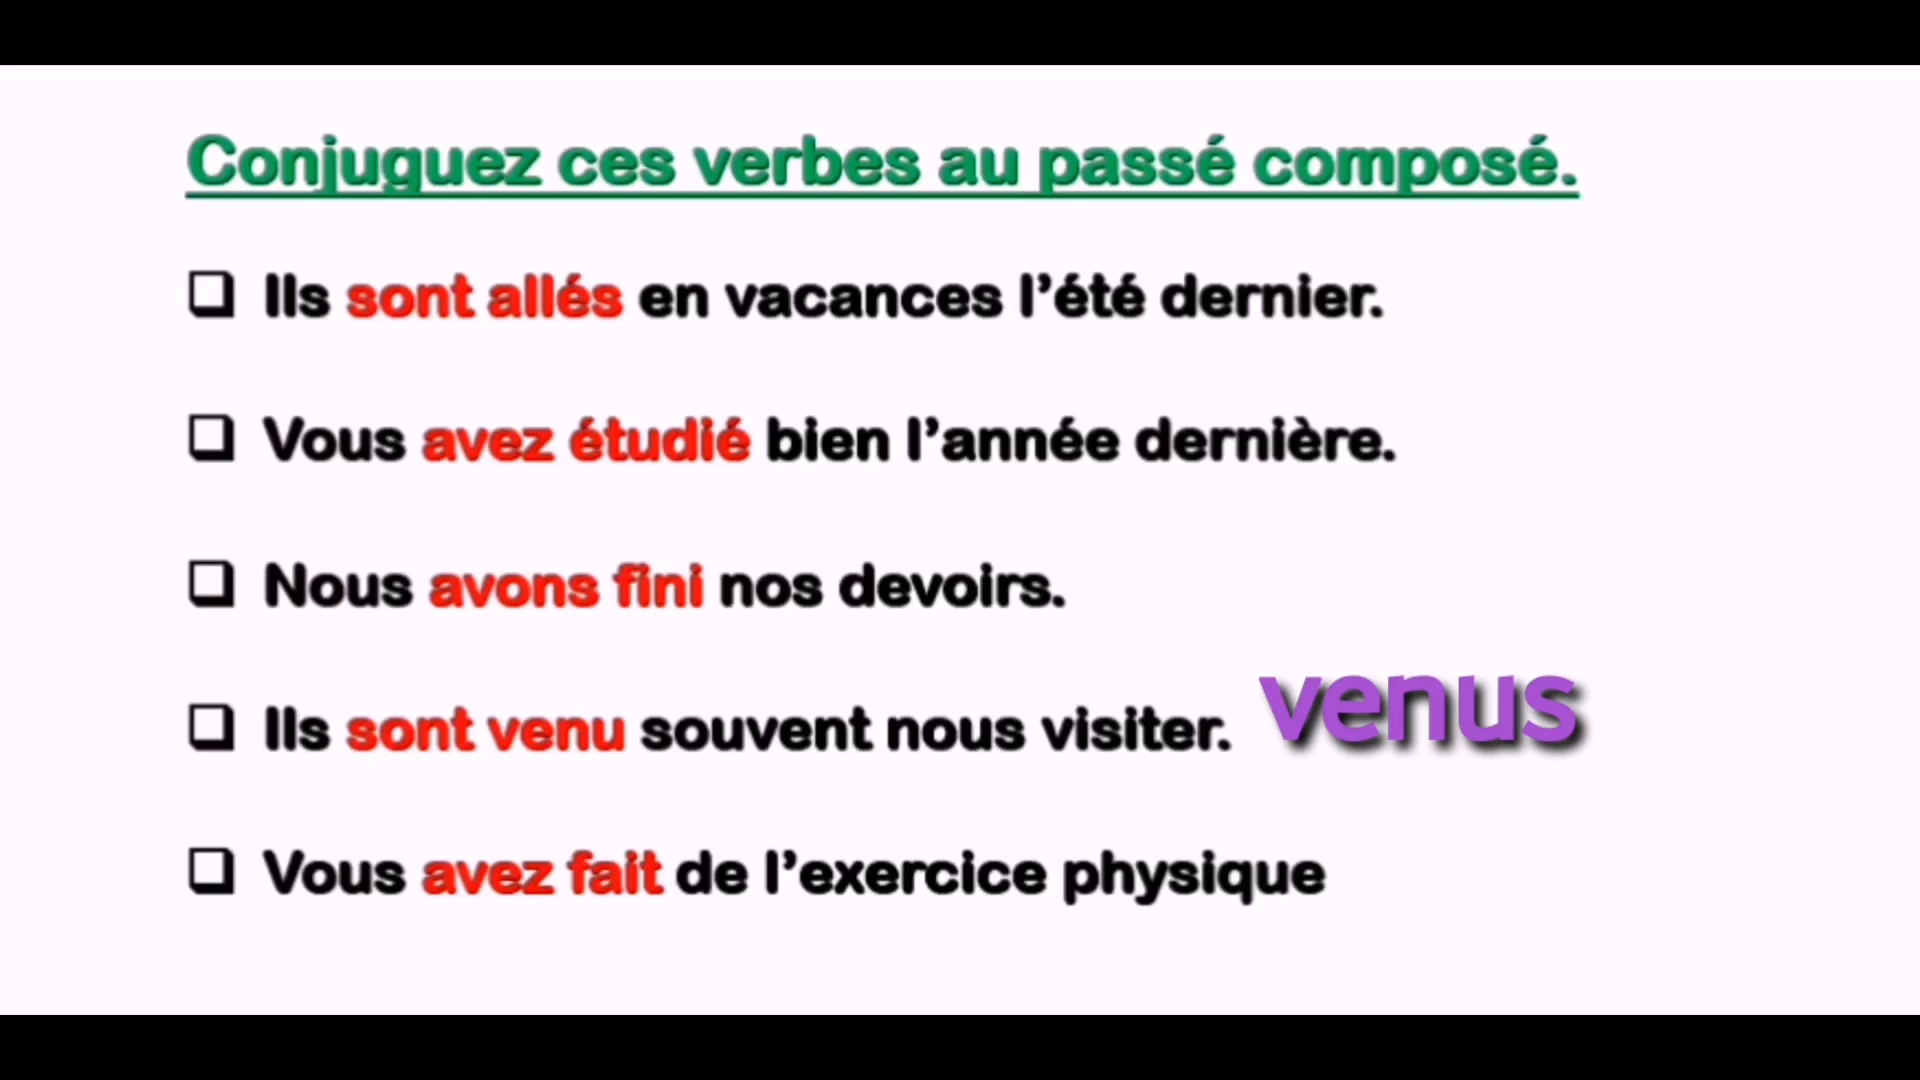 Conjuguez ces verbes au passé composé.
Ils sont allés en vacances l’été dernier.
Vous avez étudié bien l’année dernière.
Nous avons fini nos devoirs.
Ils sont venu souvent nous visiter. venus
Vous avez fait de l’exercice physique